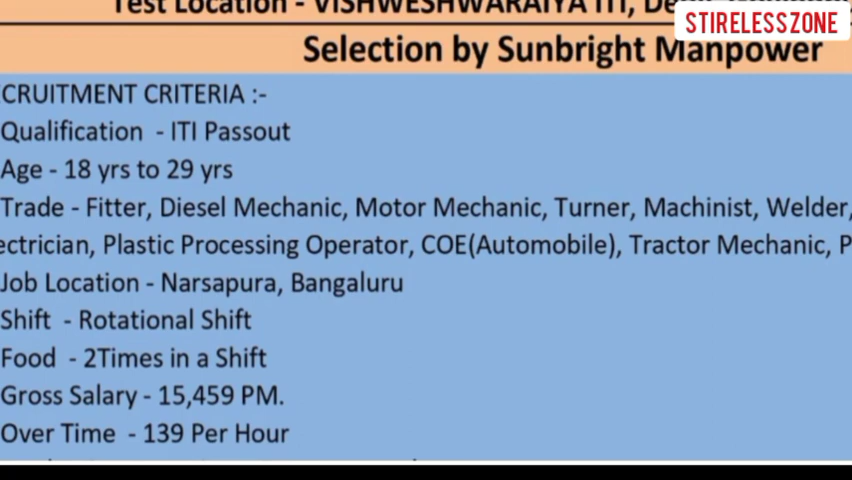 Test Location - VISHWESHWARAIYA ITI,
STIRELESSZONE
Selection by Sunbright Manpower
CRUITMENT CRITERIA :-
Qualification - ITI Passout
Age - 18 yrs to 29 yrs
Trade - Fitter, Diesel Mechanic, Motor Mechanic, Turner, Machinist, Welder,
ectrician, Plastic Processing Operator, COE(Automobile), Tractor Mechanic, P
Job Location - Narsapura, Bangaluru
Shift - Rotational Shift
Food - 2Times in a Shift
Gross Salary - 15,459 PM.
Over Time - 139 Per Hour